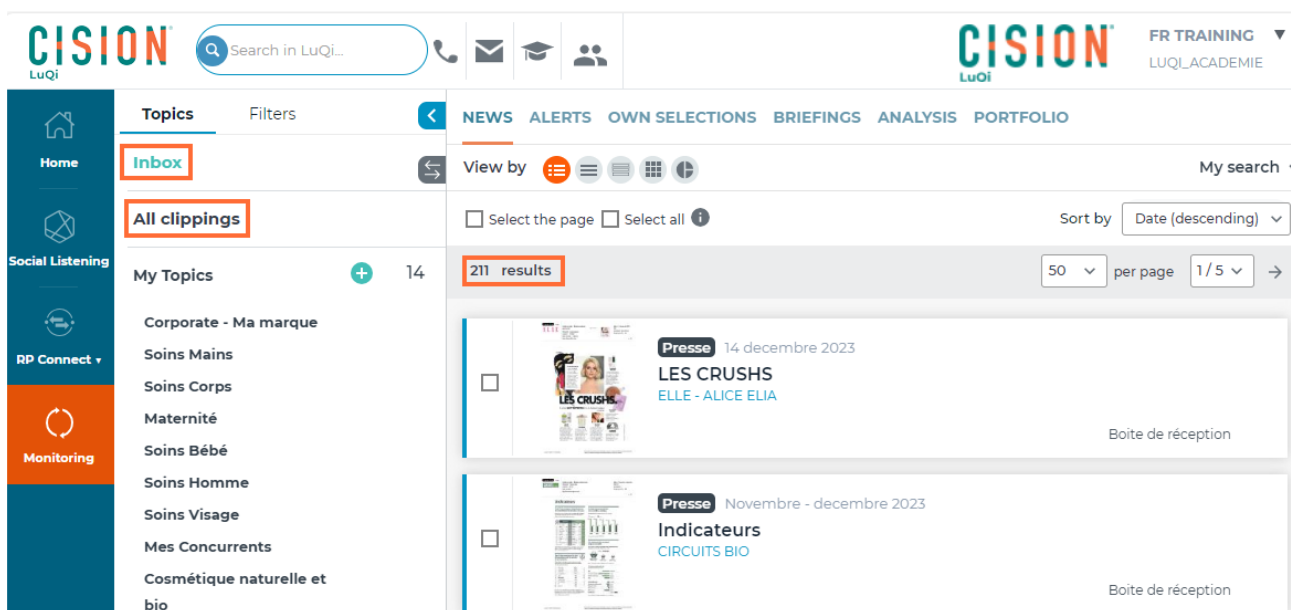 CISION
LuQi
Search in LuQi...
CISION
LuQi
FR TRAINING
LUQI_ACADEMIE
Home
Social Listening
RP Connect
Monitoring
Topics Filters
Inbox
All clippings
My Topics 14
Corporate - Ma marque
Soins Mains
Soins Corps
Maternité
Soins Bébé
Soins Homme
Soins Visage
Mes Concurrents
Cosmétique naturelle et
bio
NEWS ALERTS OWN SELECTIONS BRIEFINGS ANALYSIS PORTFOLIO
View by
My search
Select the page Select all
Sort by Date (descending)
211 results
50 per page 1 / 5
LES CRUSHS
Presse 14 decembre 2023
LES CRUSHS
ELLE - ALICE ELIA
Boite de réception
Indicateurs
Presse Novembre - decembre 2023
Indicateurs
CIRCUITS BIO
Boite de réception